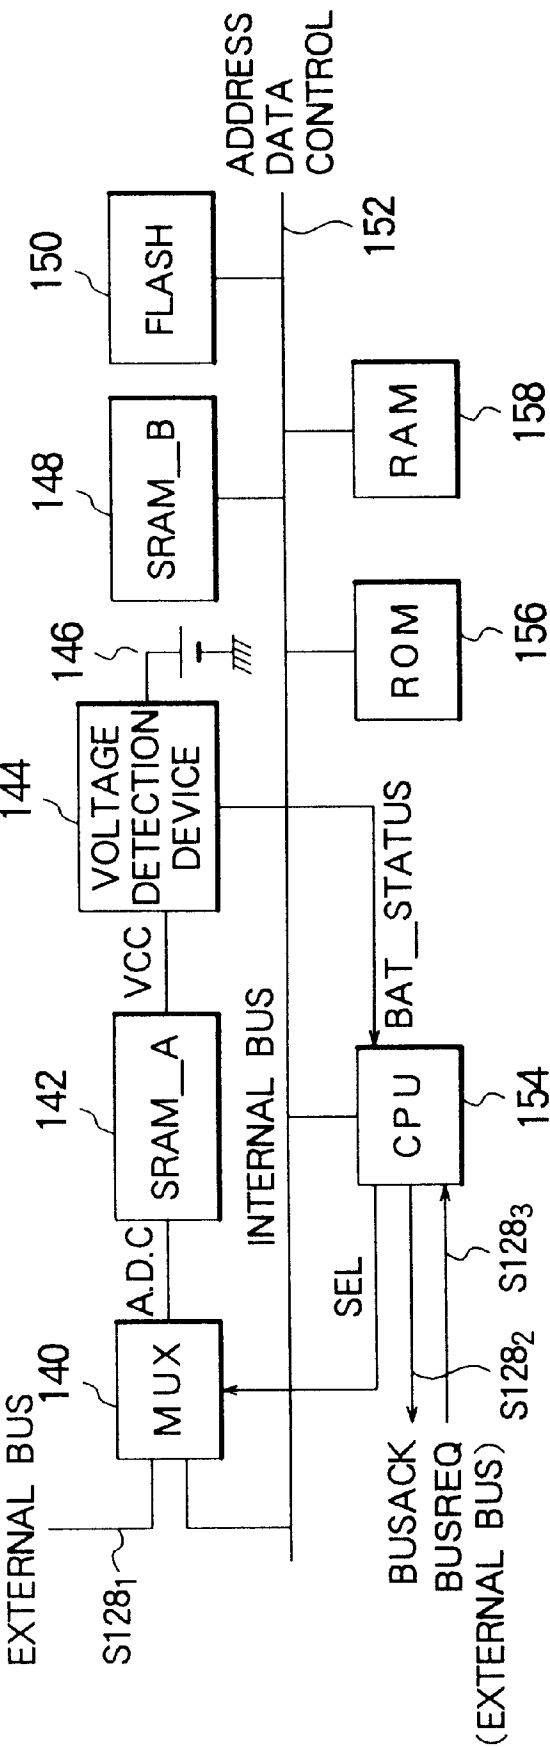 EXTERNAL BUS
S128₁
140
MUX
A.D.C
142
SRAM_A
VCC
144
VOLTAGE
DETECTION
DEVICE
146
148
SRAM_B
150
FLASH
ADDRESS
DATA
CONTROL
152
INTERNAL BUS
SEL
CPU
154
BAT_STATUS
ROM
156
RAM
158
BUSACK
BUSREQ
(EXTERNAL BUS)
S128₂
S128₃